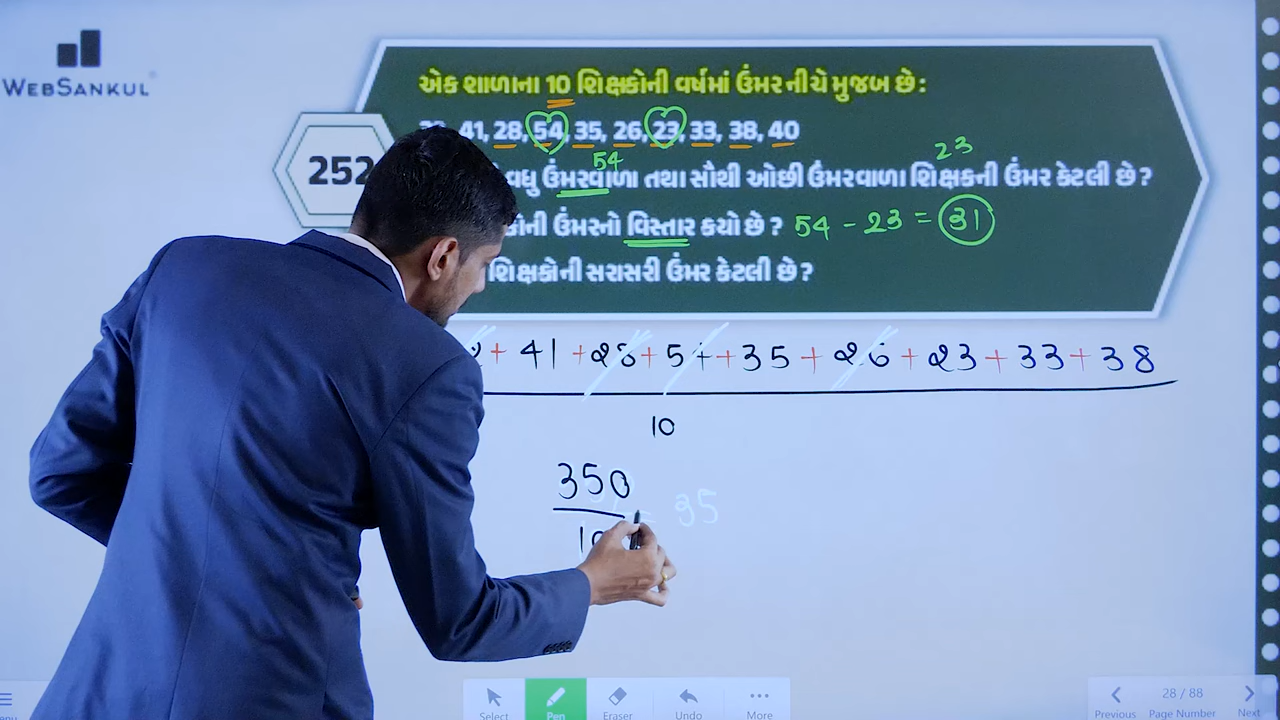 WEBSANKUL
એક શાળાના 10 શિક્ષકોની વર્ષમાં ઉંમર નીચે મુજબ છે :
41, 28, 54, 35, 26, 23, 33, 38, 40
54 23
252
ઉંમરવાળા તથા સૌથી ઓછી ઉંમરવાળા શિક્ષકની ઉંમર કેટલી છે ?
ઉંમરનો વિસ્તાર કયો છે ? 54 - 23 = 31
શિક્ષકોની સરાસરી ઉંમર કેટલી છે ?
+ 41 + 28 + 54 + 35 + 26 + 23 + 33 + 38
10
350
35
Select Pen Eraser Undo More
28 / 88
Previous Page Number Next